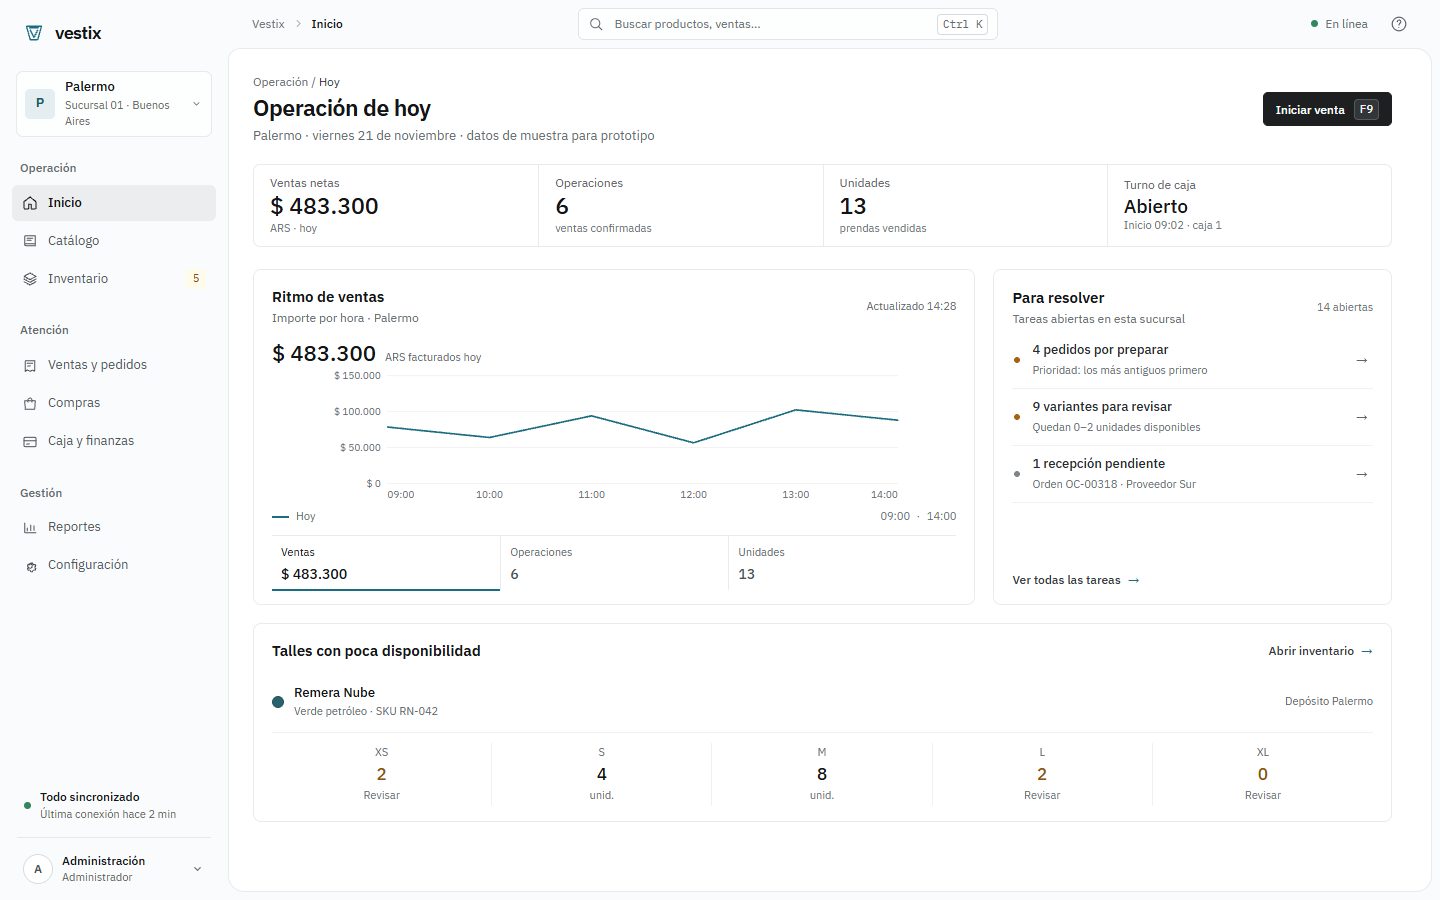 vestix
P
Palermo
Sucursal 01 · Buenos
Aires
Operación
Inicio
Catálogo
Inventario 5
Atención
Ventas y pedidos
Compras
Caja y finanzas
Gestión
Reportes
Configuración
Todo sincronizado
Última conexión hace 2 min
A
Administración
Administrador
Vestix > Inicio
Buscar productos, ventas... Ctrl K
En línea
Operación / Hoy
Operación de hoy
Palermo · viernes 21 de noviembre · datos de muestra para prototipo
Iniciar venta F9
Ventas netas
$ 483.300
ARS · hoy
Operaciones
6
ventas confirmadas
Unidades
13
prendas vendidas
Turno de caja
Abierto
Inicio 09:02 · caja 1
Ritmo de ventas
Importe por hora · Palermo
Actualizado 14:28
$ 483.300 ARS facturados hoy
$ 150.000
$ 100.000
$ 50.000
$ 0
09:00 10:00 11:00 12:00 13:00 14:00
Hoy
09:00 · 14:00
Ventas
$ 483.300
Operaciones
6
Unidades
13
Para resolver
Tareas abiertas en esta sucursal
14 abiertas
4 pedidos por preparar →
Prioridad: los más antiguos primero
9 variantes para revisar →
Quedan 0–2 unidades disponibles
1 recepción pendiente →
Orden OC-00318 · Proveedor Sur
Ver todas las tareas →
Talles con poca disponibilidad
Abrir inventario →
Remera Nube
Verde petróleo · SKU RN-042
Depósito Palermo
XS
2
Revisar
S
4
unid.
M
8
unid.
L
2
Revisar
XL
0
Revisar